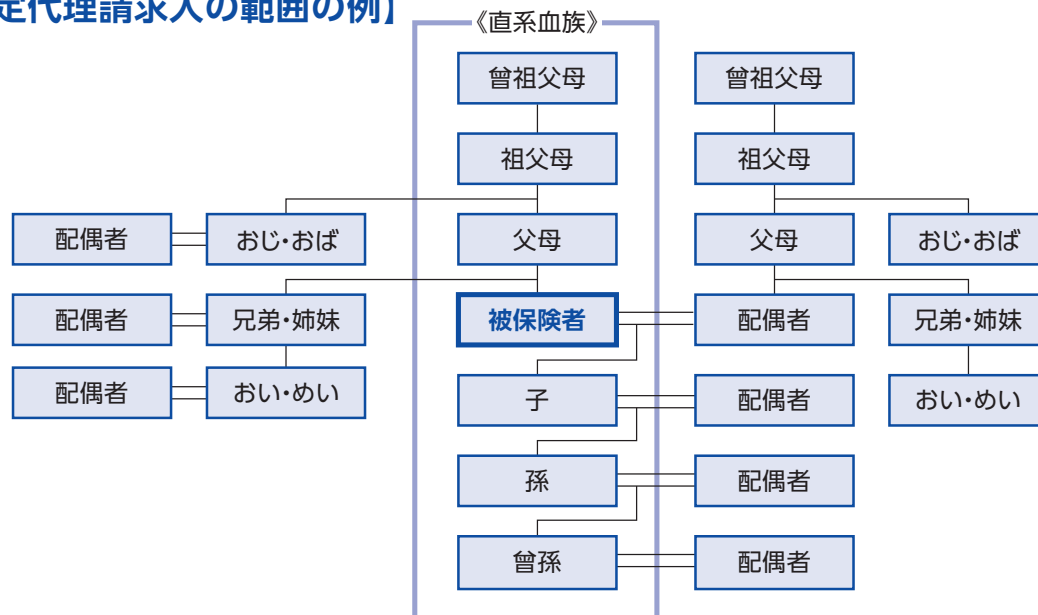 定代理請求人の範囲の例】
《直系血族》
曾祖父母
曾祖父母
祖父母
祖父母
配偶者
おじ・おば
父母
父母
おじ・おば
配偶者
兄弟・姉妹
被保険者
配偶者
兄弟・姉妹
配偶者
おい・めい
子
配偶者
おい・めい
孫
配偶者
曾孫
配偶者